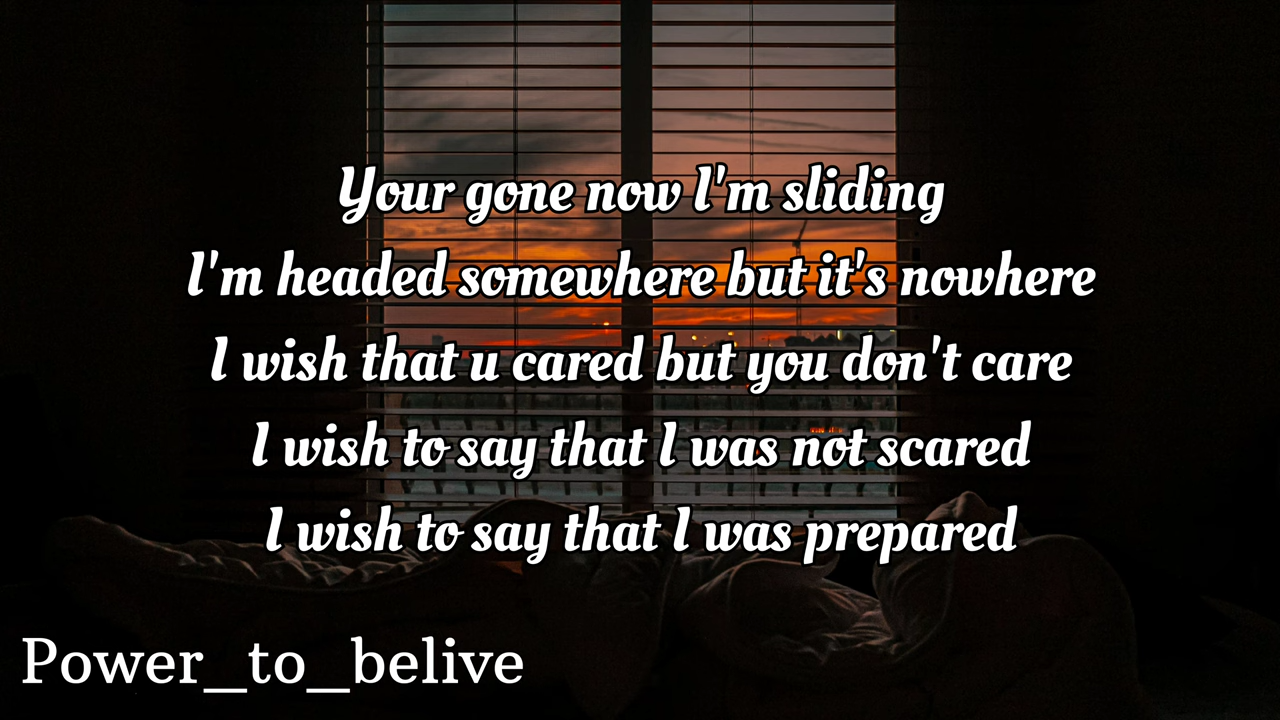 Your gone now I'm sliding
I'm headed somewhere but it's nowhere
I wish that u cared but you don't care
I wish to say that I was not scared
I wish to say that I was prepared
Power_to_belive